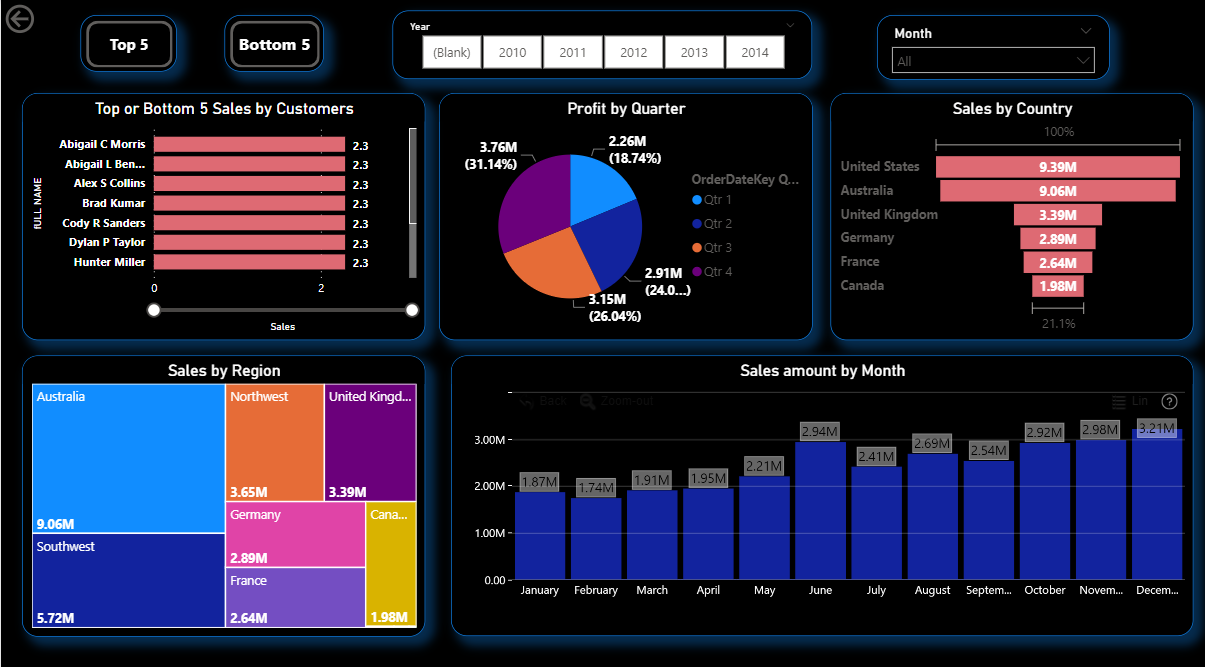 Top 5
Bottom 5
Year
(Blank)
2010
2011
2012
2013
2014
Month
All
Top or Bottom 5 Sales by Customers
fULL NAME
Abigail C Morris
2.3
Abigail L Ben...
2.3
Alex S Collins
2.3
Brad Kumar
2.3
Cody R Sanders
2.3
Dylan P Taylor
2.3
Hunter Miller
2.3
0
2
Sales
Profit by Quarter
3.76M
(31.14%)
2.26M
(18.74%)
2.91M
(24.0...)
3.15M
(26.04%)
OrderDateKey Q...
Qtr 1
Qtr 2
Qtr 3
Qtr 4
Sales by Country
100%
United States
9.39M
Australia
9.06M
United Kingdom
3.39M
Germany
2.89M
France
2.64M
Canada
1.98M
21.1%
Sales by Region
Australia
9.06M
Southwest
5.72M
Northwest
3.65M
United Kingd...
3.39M
Germany
2.89M
France
2.64M
Cana...
1.98M
Sales amount by Month
Back
Zoom-out
Lin
?
3.00M
2.00M
1.00M
0.00
1.87M
1.74M
1.91M
1.95M
2.21M
2.94M
2.41M
2.69M
2.54M
2.92M
2.98M
3.21M
January
February
March
April
May
June
July
August
Septem...
October
Novem...
Decem...